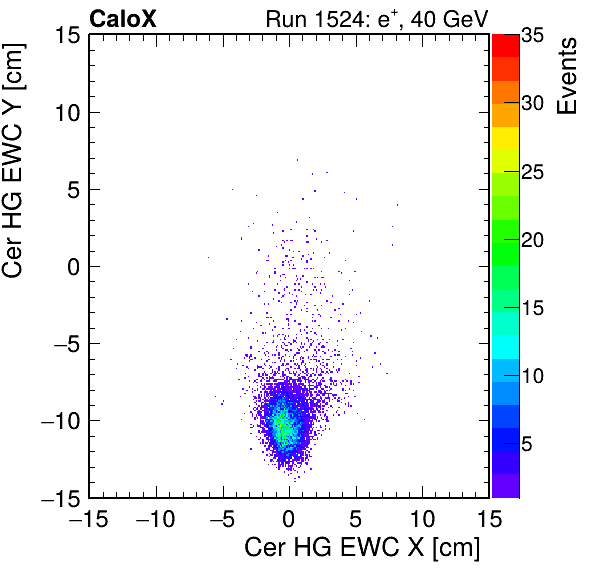 CaloX
Run 1524: e+, 40 GeV
Cer HG EWC Y [cm]
15
10
5
0
−5
−10
−15
−15 −10 −5 0 5 10 15
Cer HG EWC X [cm]
35
30
25
20
15
10
5
Events